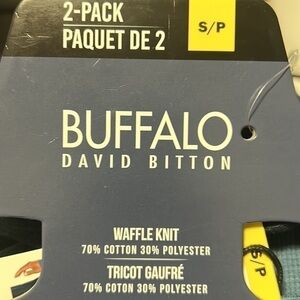 2-PACK
PAQUET DE 2
S/P
BUFFALO
DAVID BITTON
WAFFLE KNIT
70% COTTON 30% POLYESTER
TRICOT GAUFRÉ
70% COTON 30% POLYESTER
S/P